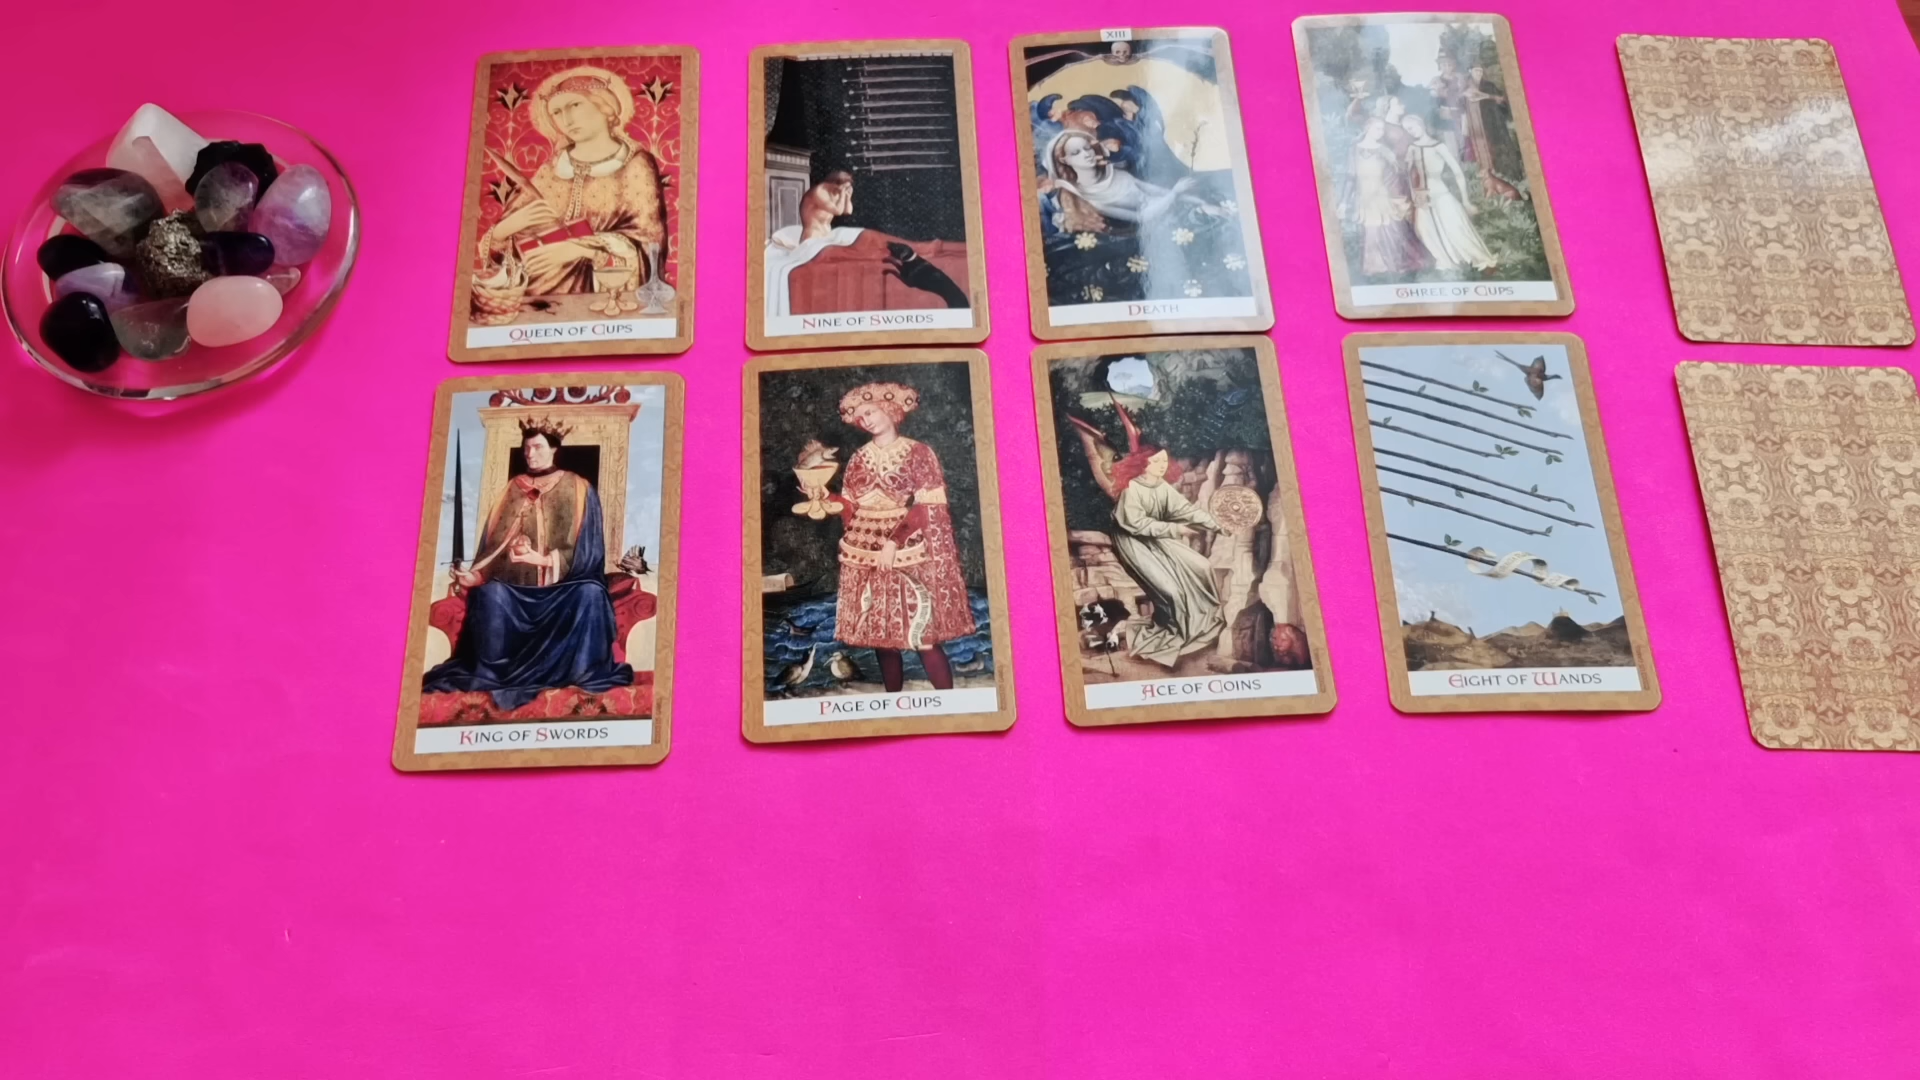 QUEEN OF CUPS
NINE OF SWORDS
XIII
DEATH
THREE OF CUPS
KING OF SWORDS
PAGE OF CUPS
ACE OF COINS
EIGHT OF WANDS